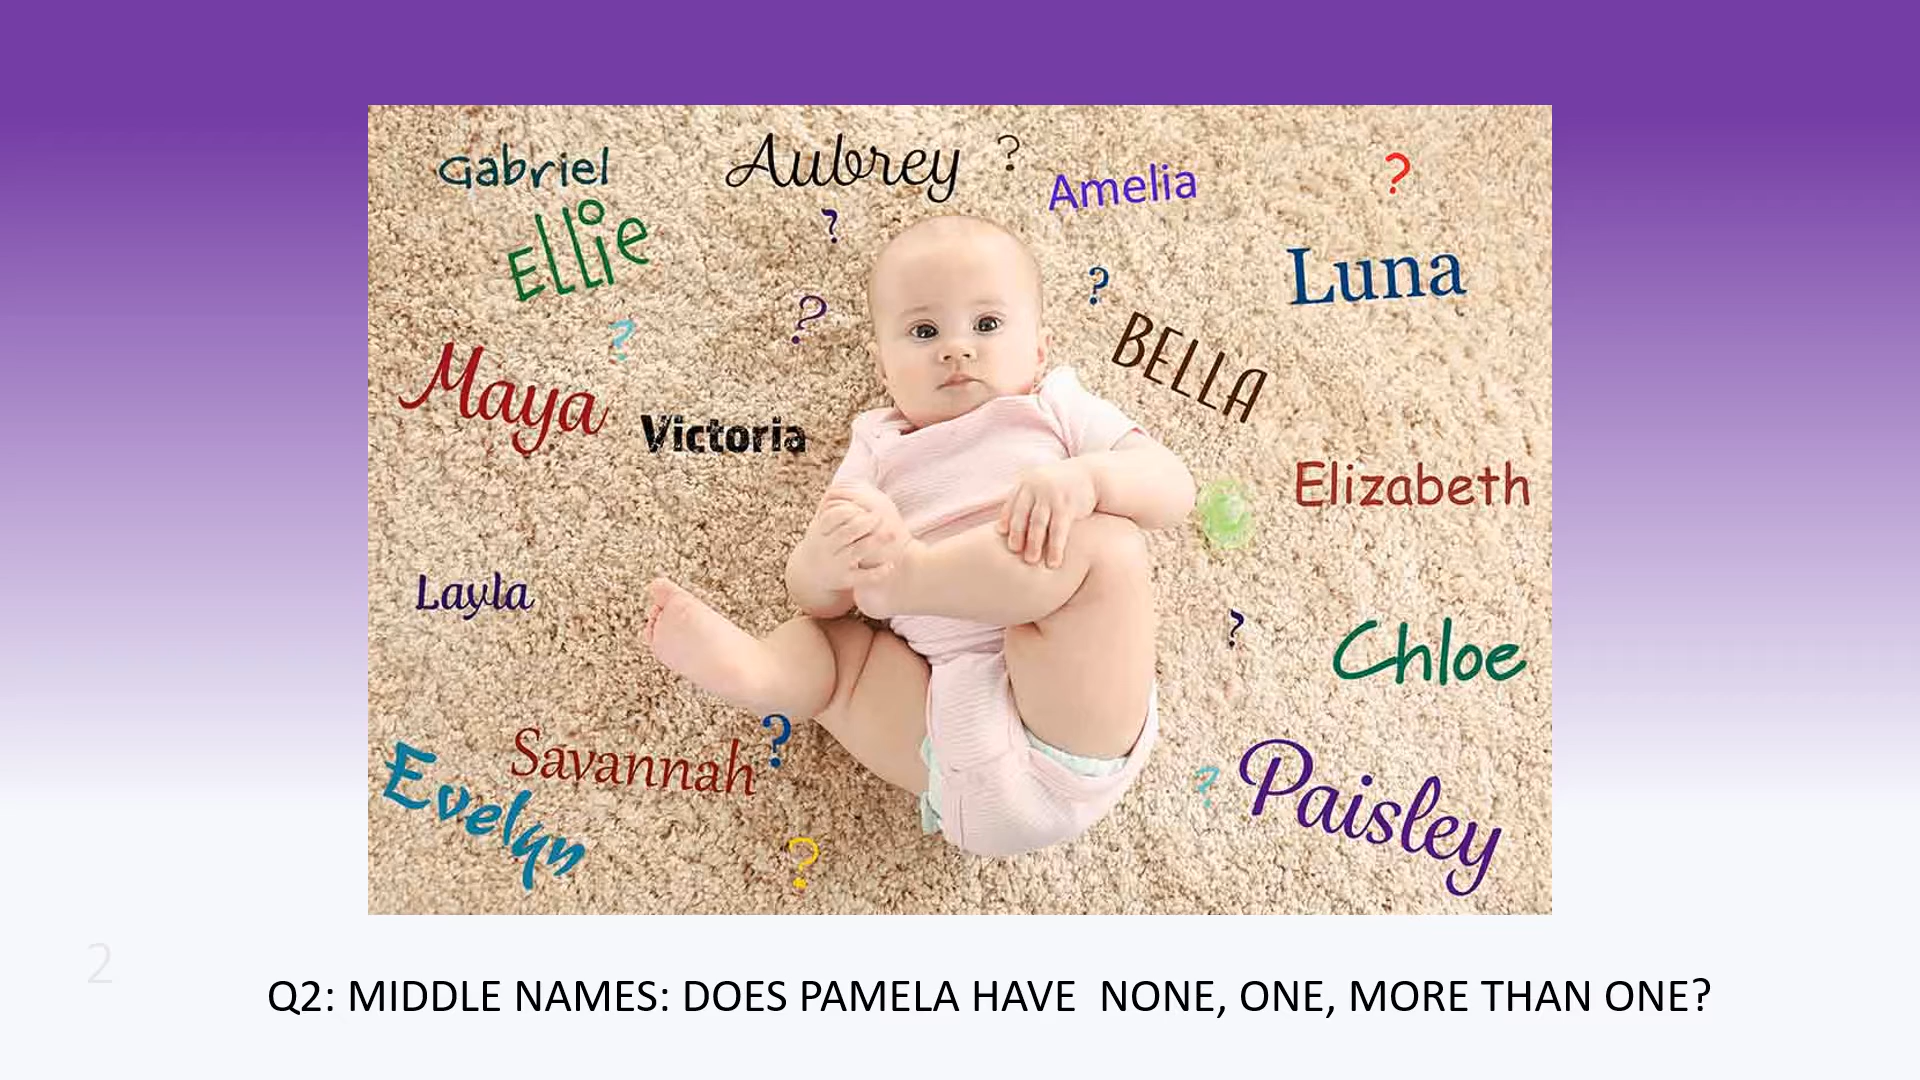 Gabriel
Aubrey ?
Amelia
?
Ellie
?
Luna
?
?
?
BELLA
Maya
Victoria
Elizabeth
Layla
?
Chloe
Savannah ?
Evelyn
?
Paisley
?
2
Q2: MIDDLE NAMES: DOES PAMELA HAVE  NONE, ONE, MORE THAN ONE?